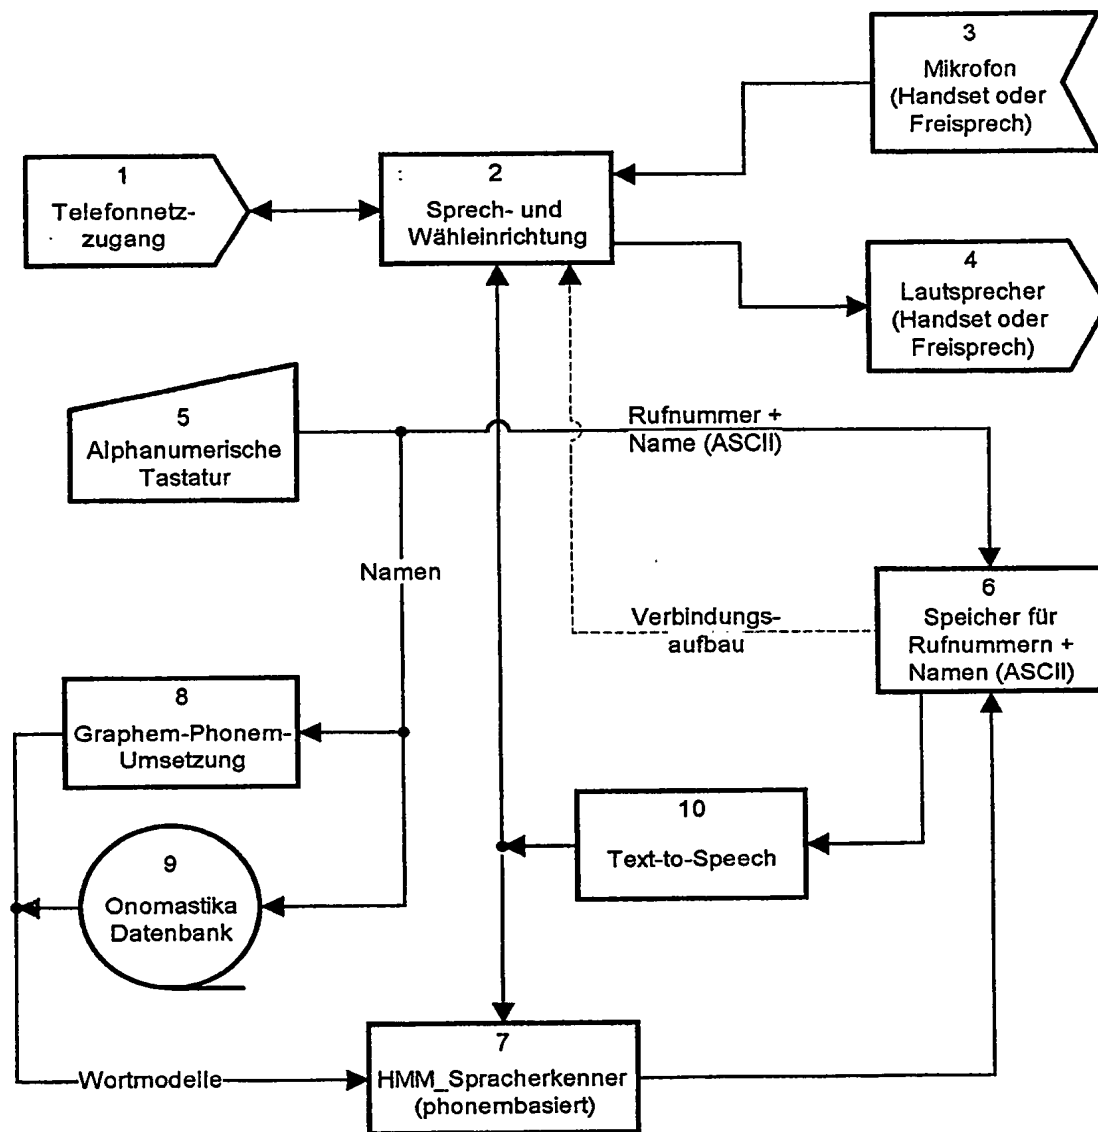 3
Mikrofon
(Handset oder
Freisprech)
1
Telefonnetz-
zugang
2
Sprech- und
Wähleinrichtung
4
Lautsprecher
(Handset oder
Freisprech)
5
Alphanumerische
Tastatur
Rufnummer +
Name (ASCII)
Namen
6
Speicher für
Rufnummern +
Namen (ASCII)
Verbindungs-
aufbau
8
Graphem-Phonem-
Umsetzung
10
Text-to-Speech
9
Onomastika
Datenbank
7
HMM_Spracherkenner
(phonembasiert)
Wortmodelle